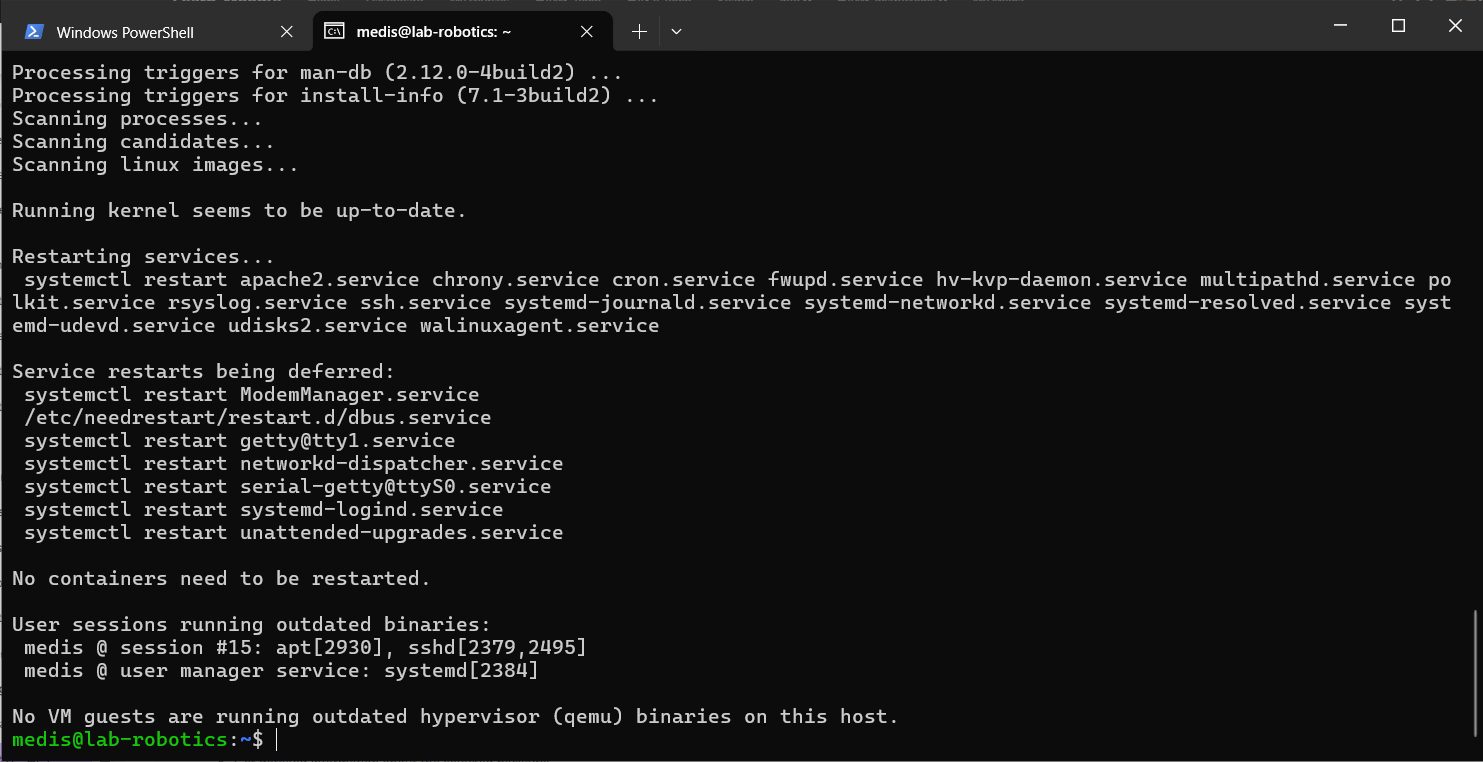 Windows PowerShell
medis@lab-robotics: ~
Processing triggers for man-db (2.12.0-4build2) ...
Processing triggers for install-info (7.1-3build2) ...
Scanning processes...
Scanning candidates...
Scanning linux images...
Running kernel seems to be up-to-date.
Restarting services...
systemctl restart apache2.service chrony.service cron.service fwupd.service hv-kvp-daemon.service multipathd.service po
lkit.service rsyslog.service ssh.service systemd-journald.service systemd-networkd.service systemd-resolved.service syst
emd-udevd.service udisks2.service walinuxagent.service
Service restarts being deferred:
systemctl restart ModemManager.service
/etc/needrestart/restart.d/dbus.service
systemctl restart getty@tty1.service
systemctl restart networkd-dispatcher.service
systemctl restart serial-getty@ttyS0.service
systemctl restart systemd-logind.service
systemctl restart unattended-upgrades.service
No containers need to be restarted.
User sessions running outdated binaries:
medis @ session #15: apt[2930], sshd[2379,2495]
medis @ user manager service: systemd[2384]
No VM guests are running outdated hypervisor (qemu) binaries on this host.
medis@lab-robotics:~$